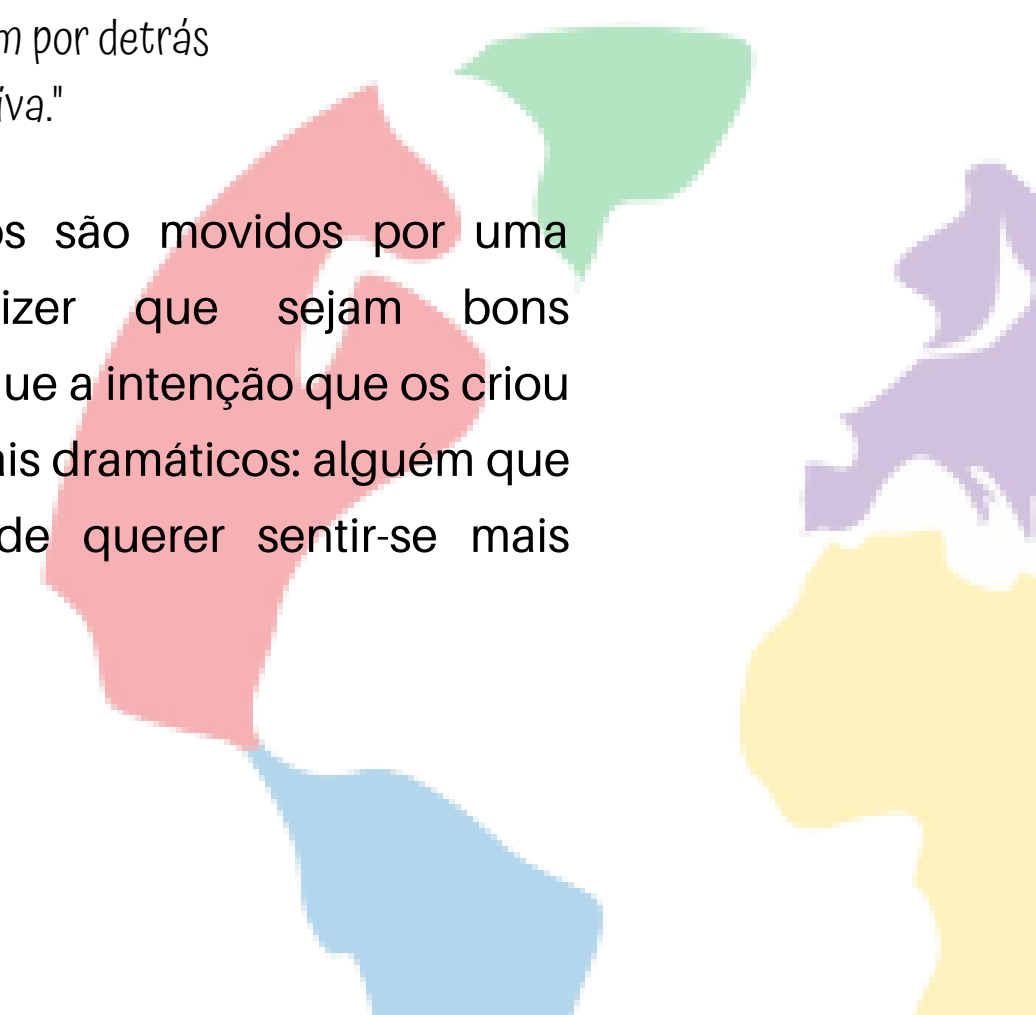 m por detrás
íva."
os são movidos por uma
izer que sejam bons
ue a intenção que os criou
ais dramáticos: alguém que
de querer sentir-se mais